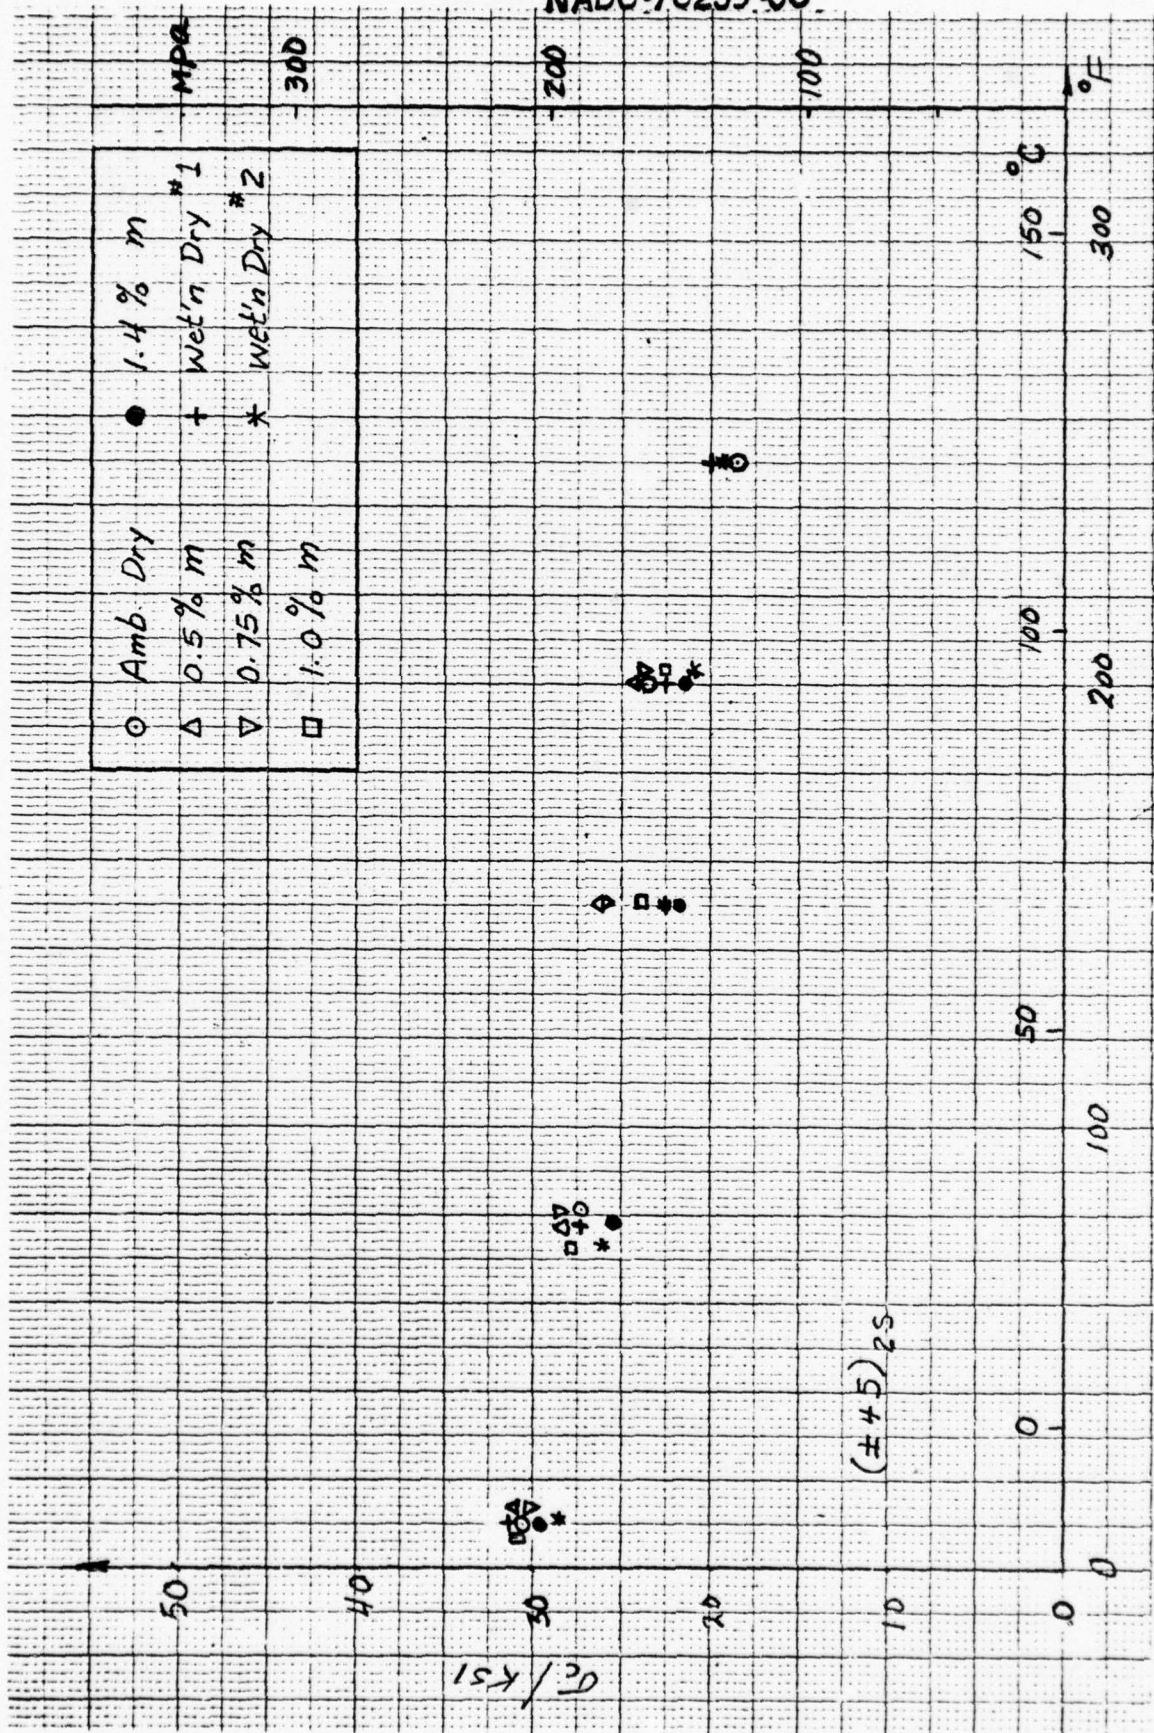 MPa
300
200
100
°F
○ Amb. Dry ● 1.4 % m
△ 0.5 % m + Wet'n Dry #1
▽ 0.75 % m * Wet'n Dry #2
□ 1.0 % m
50
40
30
20
10
0
σc / KSI
(± 45)2S
0 50 100 150 °C
0 100 200 300